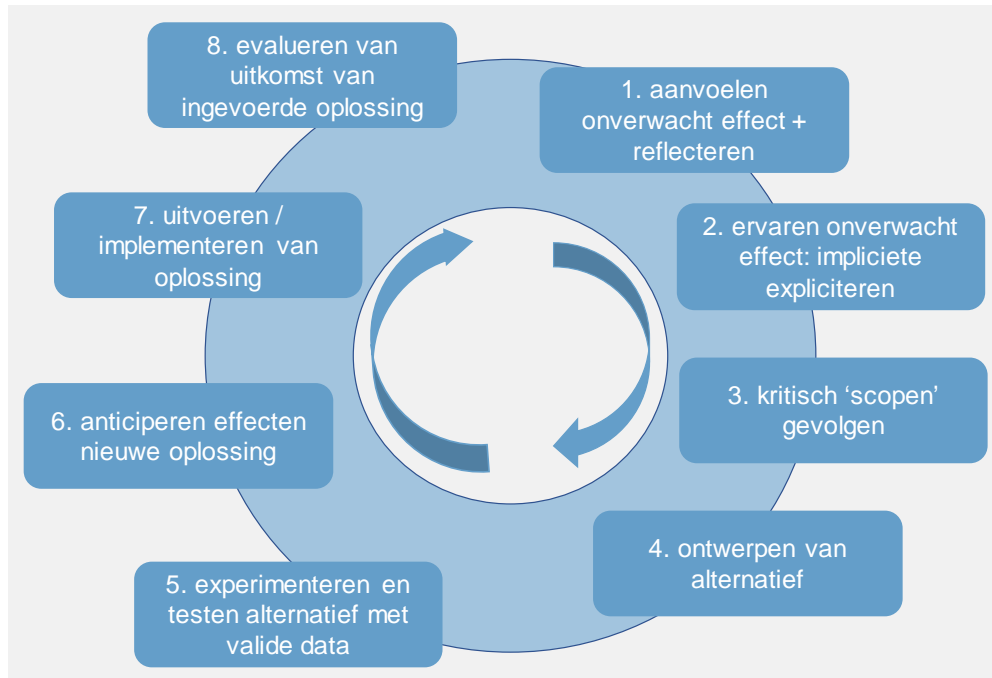 8. evalueren van
uitkomst van
ingevoerde oplossing
1. aanvoelen
onverwacht effect +
reflecteren
7. uitvoeren /
implementeren van
oplossing
2. ervaren onverwacht
effect: impliciete
expliciteren
3. kritisch ‘scopen’
gevolgen
6. anticiperen effecten
nieuwe oplossing
4. ontwerpen van
alternatief
5. experimenteren en
testen alternatief met
valide data